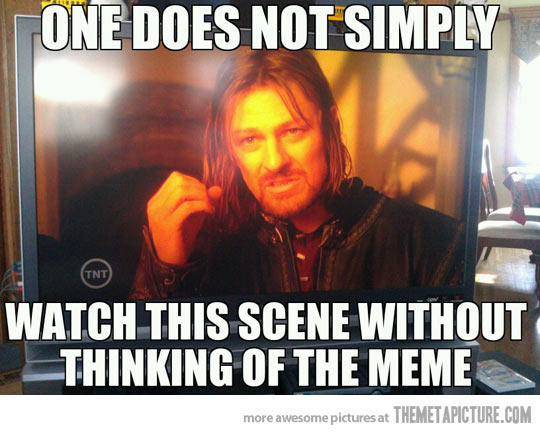 ONE DOES NOT SIMPLY
TNT
WATCH THIS SCENE WITHOUT
THINKING OF THE MEME
more awesome pictures at THEMETAPICTURE.COM